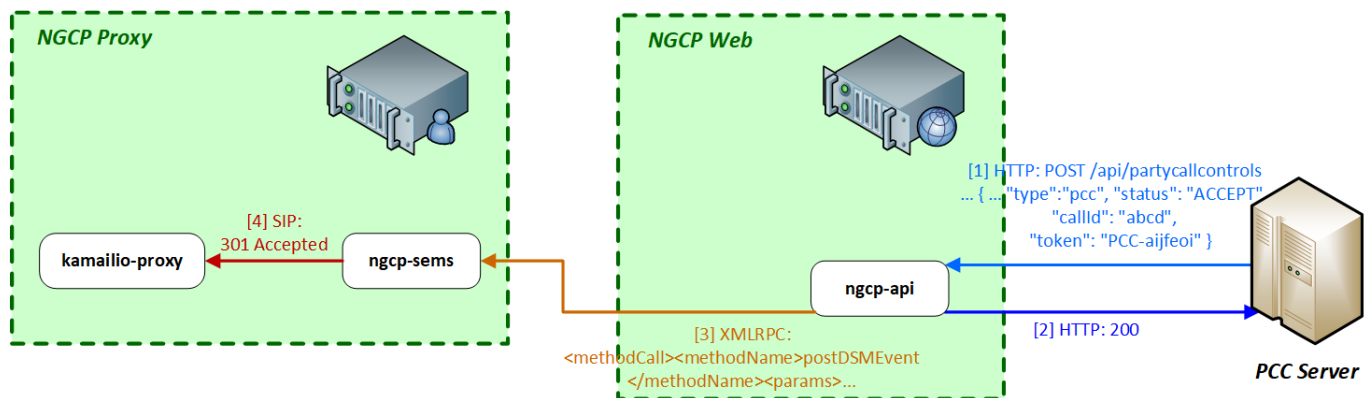 NGCP Proxy
NGCP Web
[1] HTTP: POST /api/partycallcontrols
... { ... "type":"pcc", "status": "ACCEPT"
"callId": "abcd",
"token": "PCC-aijfeoi" }
[4] SIP:
301 Accepted
kamailio-proxy
ngcp-sems
ngcp-api
[2] HTTP: 200
[3] XMLRPC:
<methodCall><methodName>postDSMEvent
</methodName><params>...
PCC Server